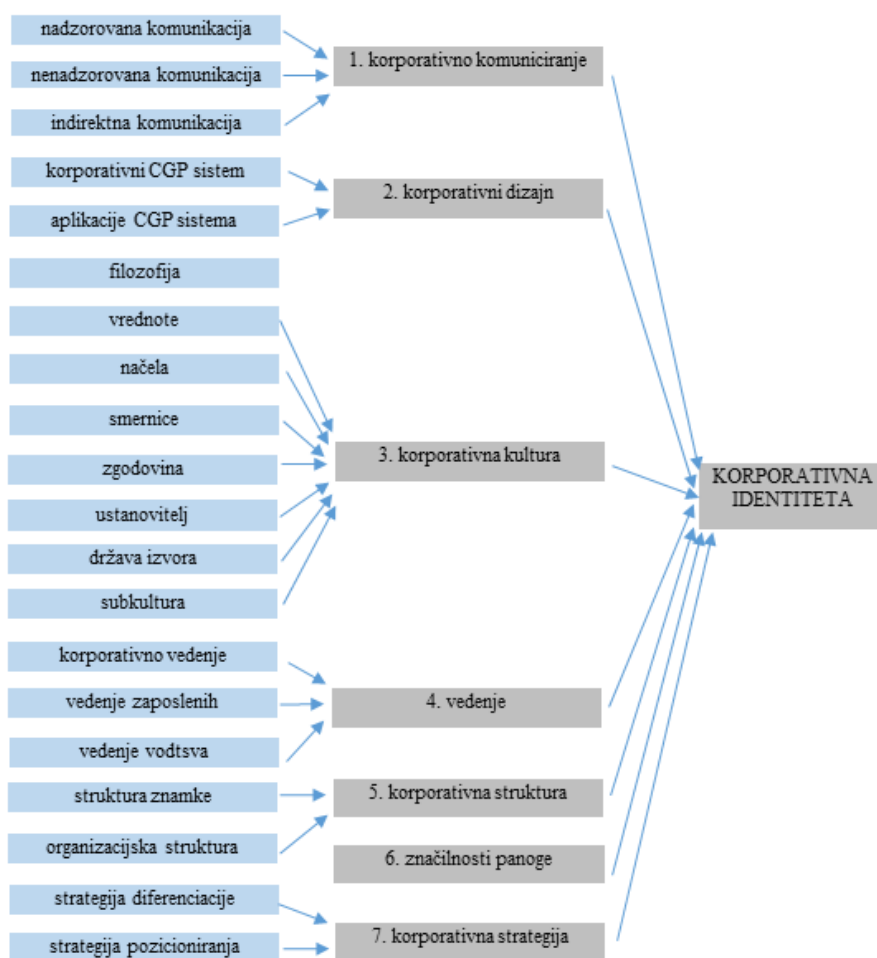 nadzorovana komunikacija
nenadzorovana komunikacija
indirektna komunikacija
1. korporativno komuniciranje
korporativni CGP sistem
aplikacije CGP sistema
2. korporativni dizajn
filozofija
vrednote
načela
smernice
zgodovina
ustanovitelj
država izvora
subkultura
3. korporativna kultura
korporativno vedenje
vedenje zaposlenih
vedenje vodtsva
4. vedenje
struktura znamke
organizacijska struktura
5. korporativna struktura
6. značilnosti panoge
strategija diferenciacije
strategija pozicioniranja
7. korporativna strategija
KORPORATIVNA
IDENTITETA